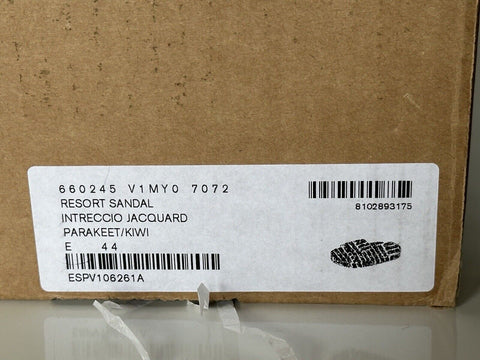 660245 V1MY0 7072
RESORT SANDAL
INTRECCIO JACQUARD
PARAKEET/KIWI
E 44
ESPV106261A
8102893175